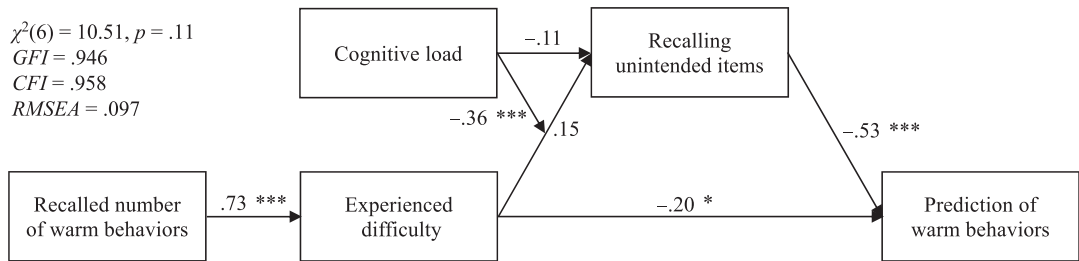 χ²(6) = 10.51, p = .11
GFI = .946
CFI = .958
RMSEA = .097
Cognitive load
–.11
Recalling
unintended items
–.36 ***
.15
–.53 ***
Recalled number
of warm behaviors
.73 ***
Experienced
difficulty
–.20 *
Prediction of
warm behaviors